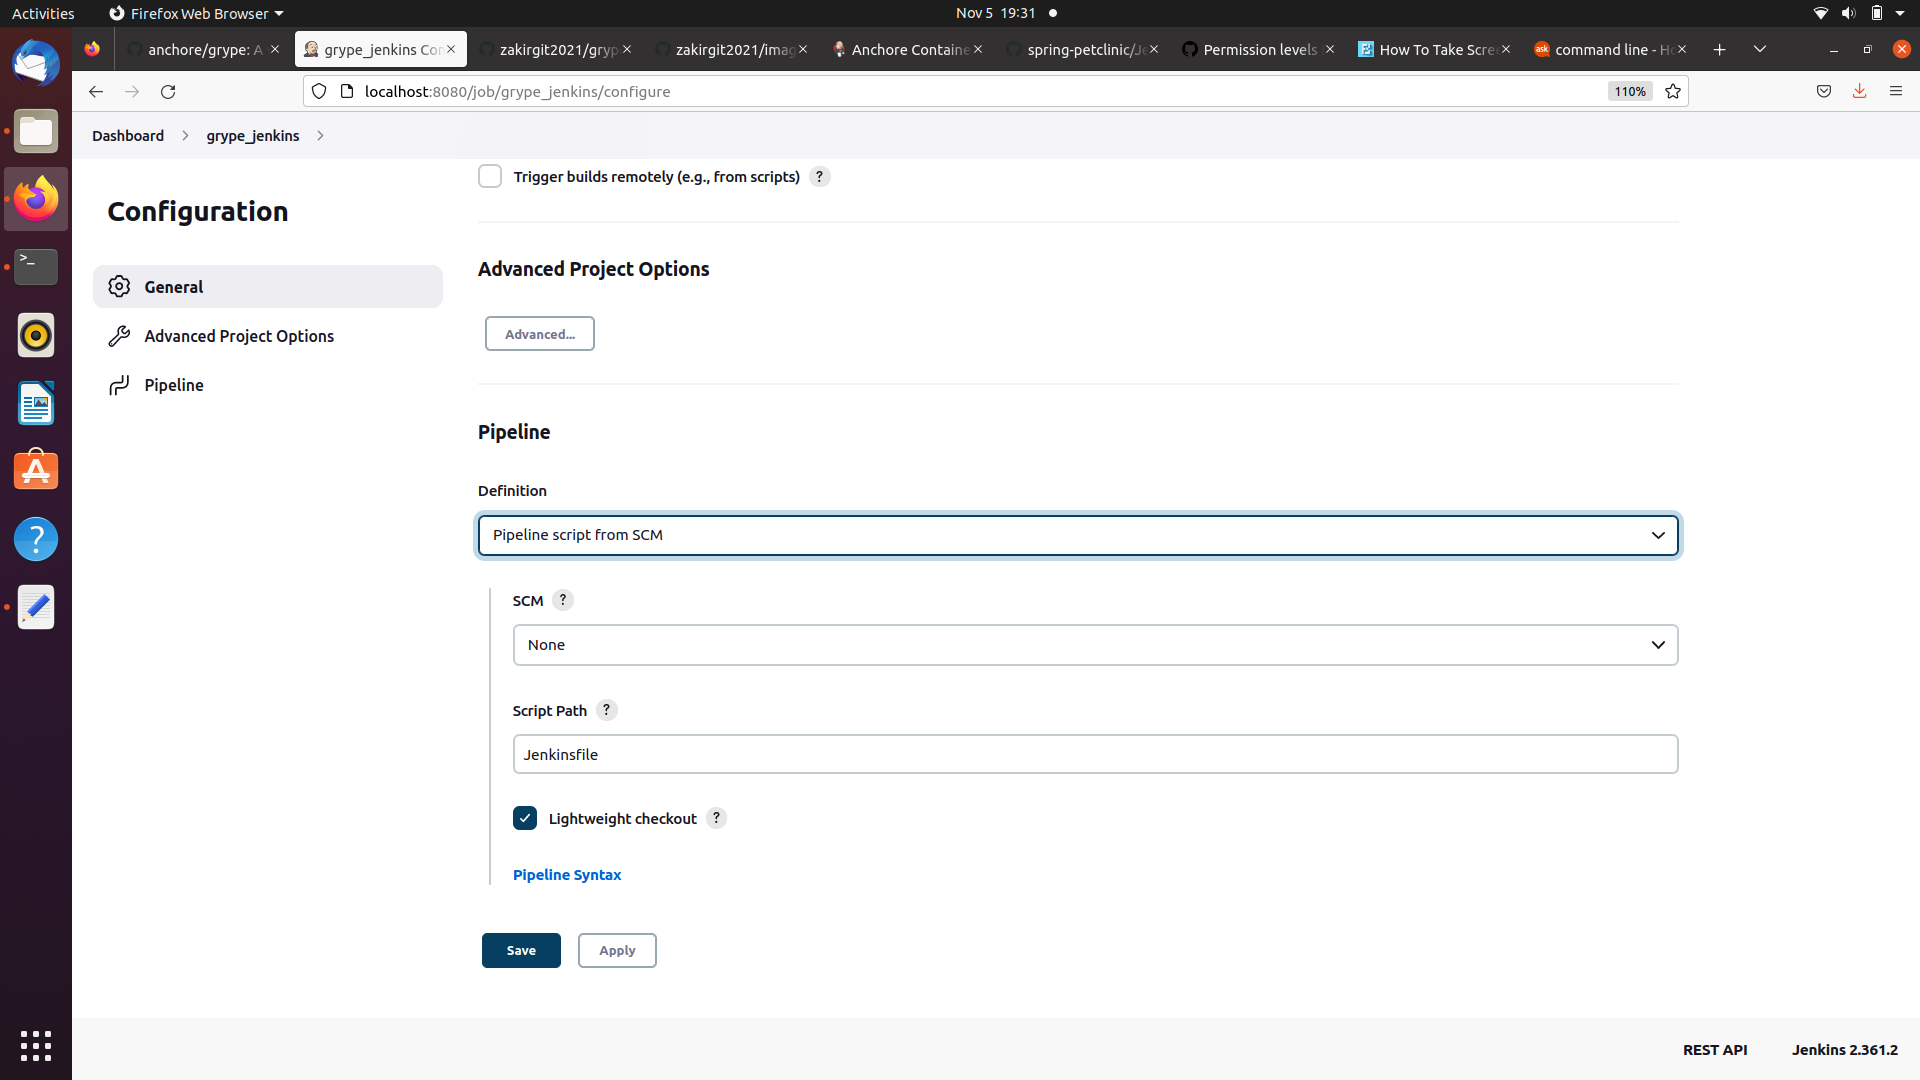 Activities
Firefox Web Browser
Nov 5 19:31
anchore/grype: A
grype_jenkins Con
zakirgit2021/gryp
zakirgit2021/imag
Anchore Containe
spring-petclinic/Je
Permission levels
How To Take Scre
command line - Ho
localhost:8080/job/grype_jenkins/configure
110%
Dashboard
grype_jenkins
Configuration
General
Advanced Project Options
Pipeline
Trigger builds remotely (e.g., from scripts) ?
Advanced Project Options
Advanced...
Pipeline
Definition
Pipeline script from SCM
SCM ?
None
Script Path ?
Jenkinsfile
Lightweight checkout ?
Pipeline Syntax
Save
Apply
REST API
Jenkins 2.361.2